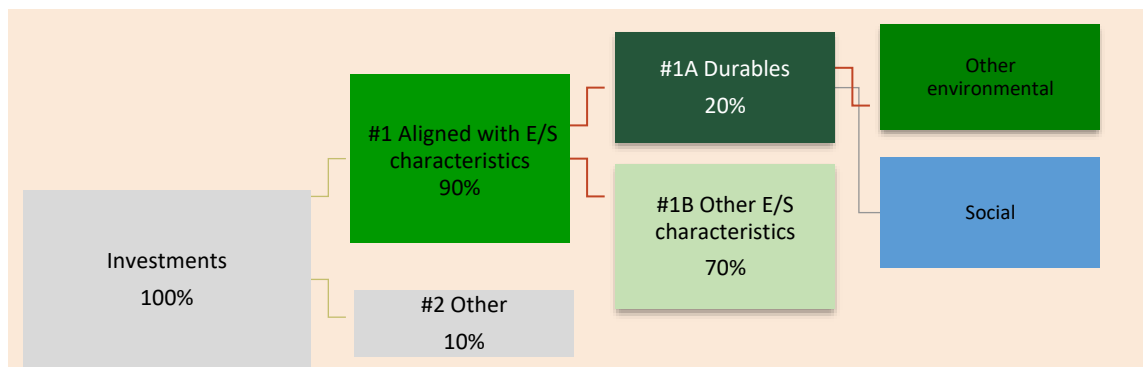 Investments
100%
#1 Aligned with E/S
characteristics
90%
#2 Other
10%
#1A Durables
20%
#1B Other E/S
characteristics
70%
Other
environmental
Social